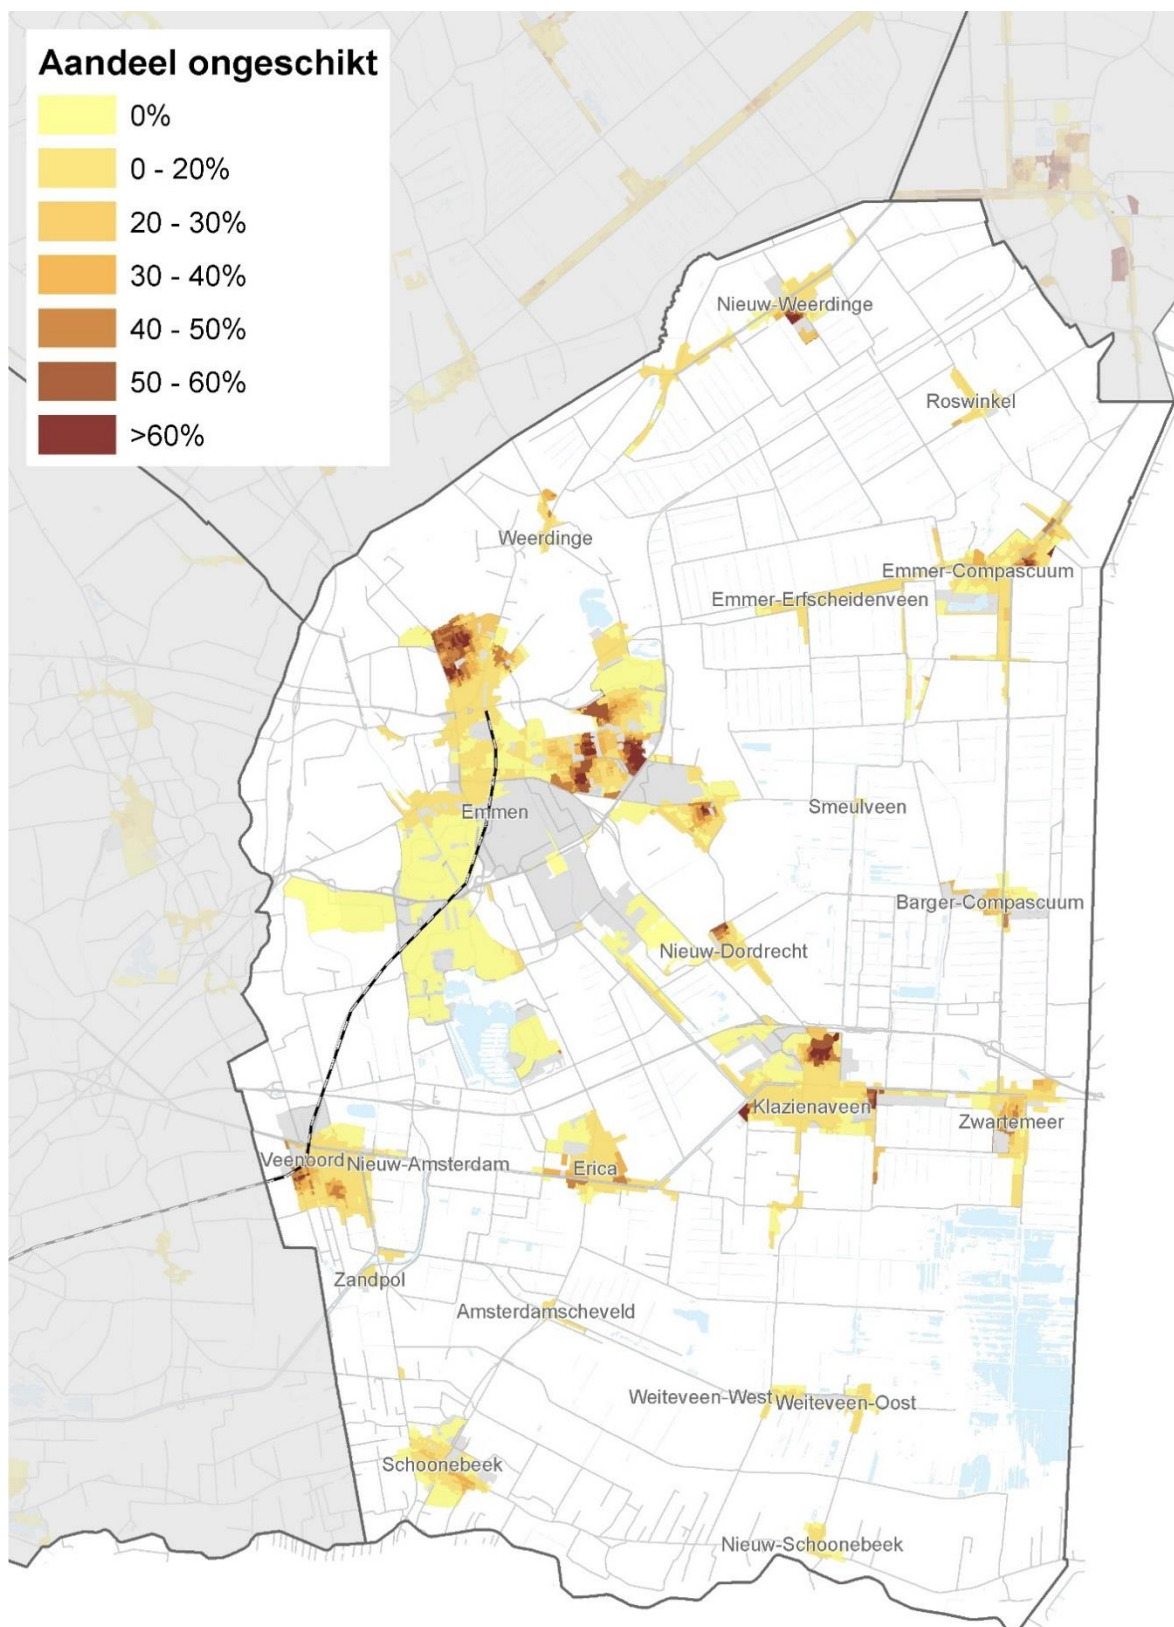 Aandeel ongeschikt
0%
0 - 20%
20 - 30%
30 - 40%
40 - 50%
50 - 60%
>60%
Nieuw-Weerdinge
Roswinkel
Weerdinge
Emmer-Compascuum
Emmer-Erfscheidenveen
Emmen
Smeulveen
Barger-Compascuum
Nieuw-Dordrecht
Klazienaveen
Zwartemeer
Veenoord
Nieuw-Amsterdam
Erica
Zandpol
Amsterdamscheveld
Weiteveen-West
Weiteveen-Oost
Schoonebeek
Nieuw-Schoonebeek